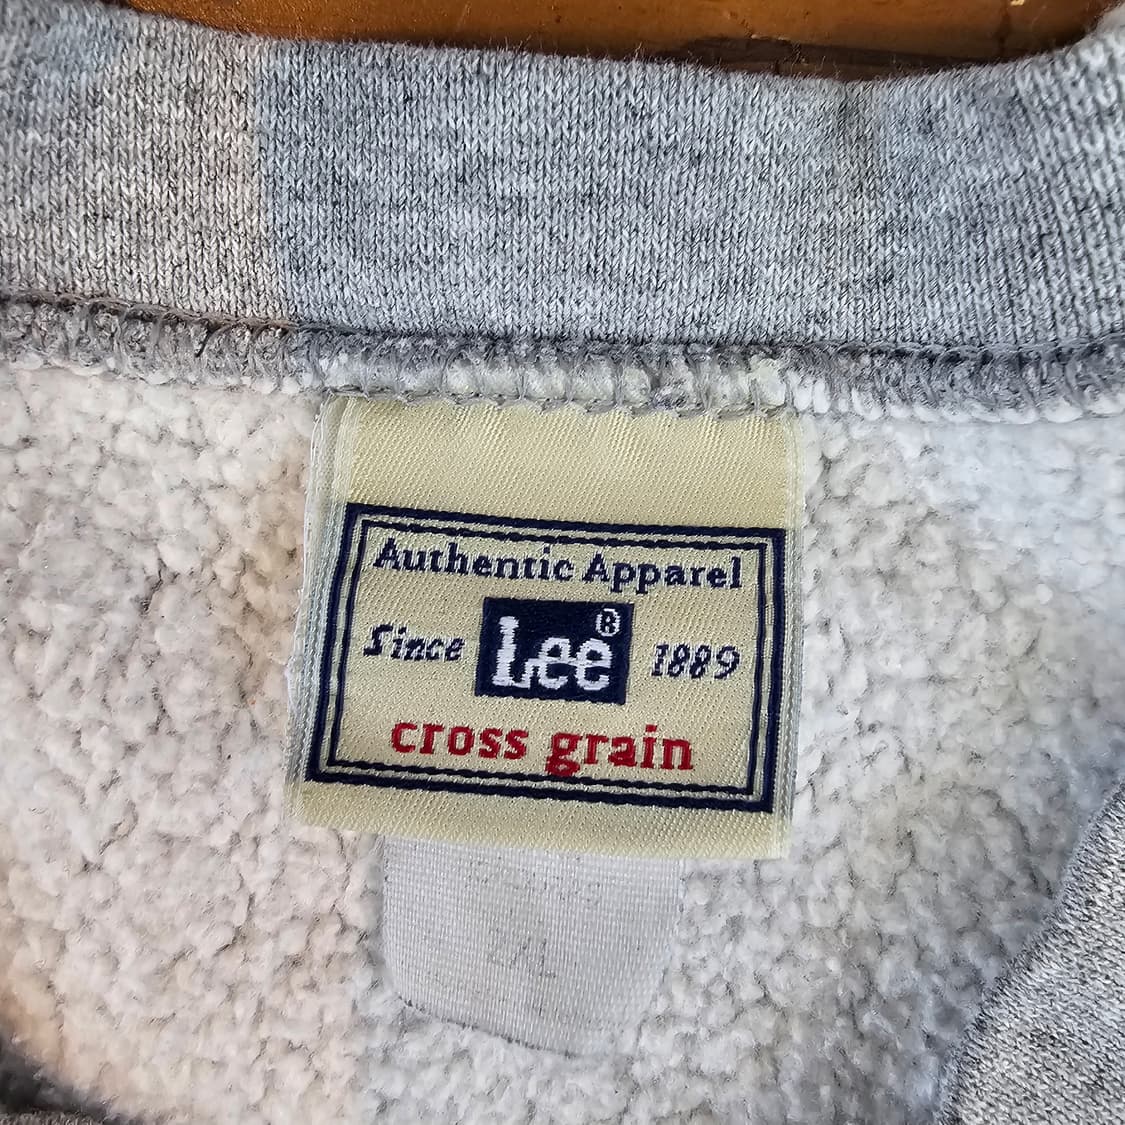 Authentic Apparel
Since Lee® 1889
cross grain